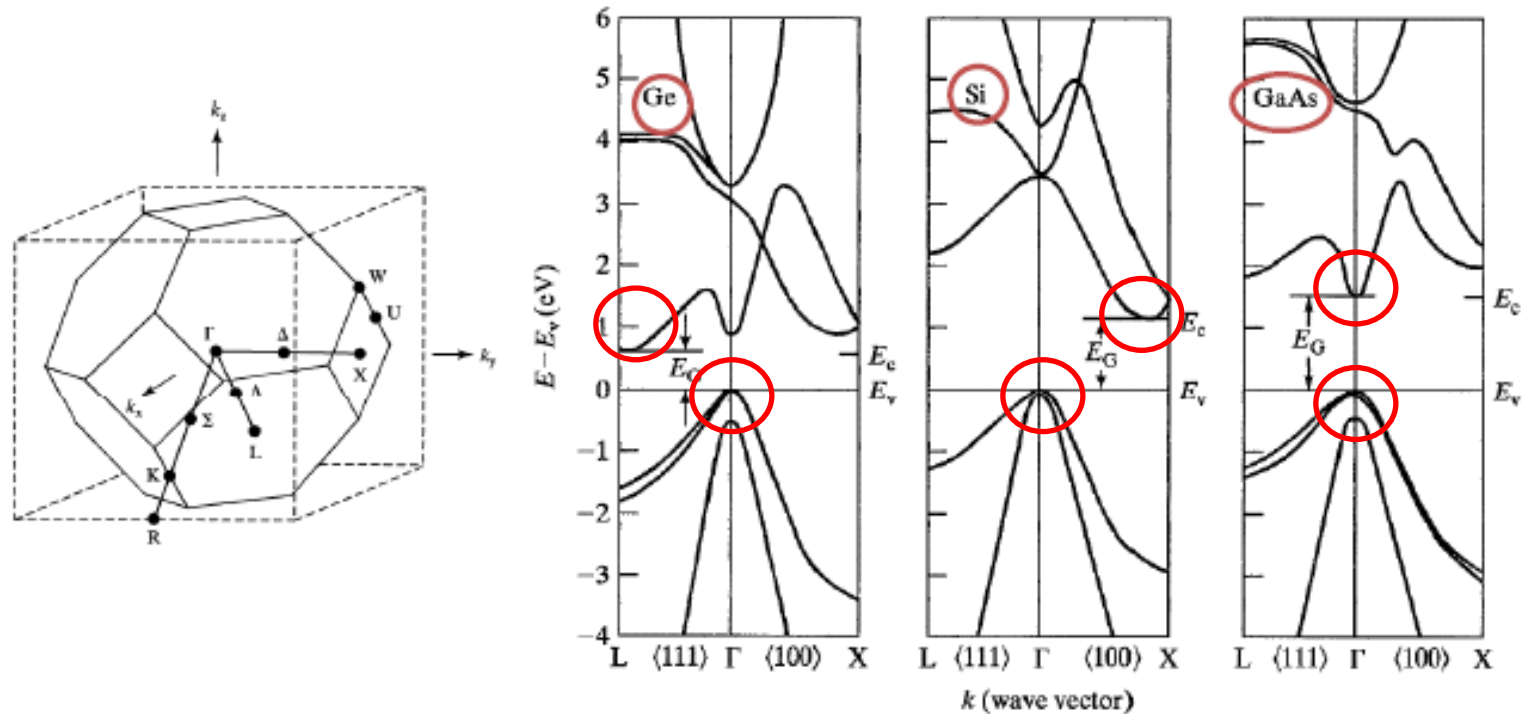 k_z
k_y
k_x
W
U
Γ
Δ
X
Λ
Σ
L
K
R
E − E_v (eV)
6
5
4
3
2
1
0
−1
−2
−3
−4
Ge
E_G
E_c
E_v
L ⟨111⟩ Γ ⟨100⟩ X
Si
E_c
E_G
E_v
L ⟨111⟩ Γ ⟨100⟩ X
GaAs
E_c
E_G
E_v
L ⟨111⟩ Γ ⟨100⟩ X
k (wave vector)